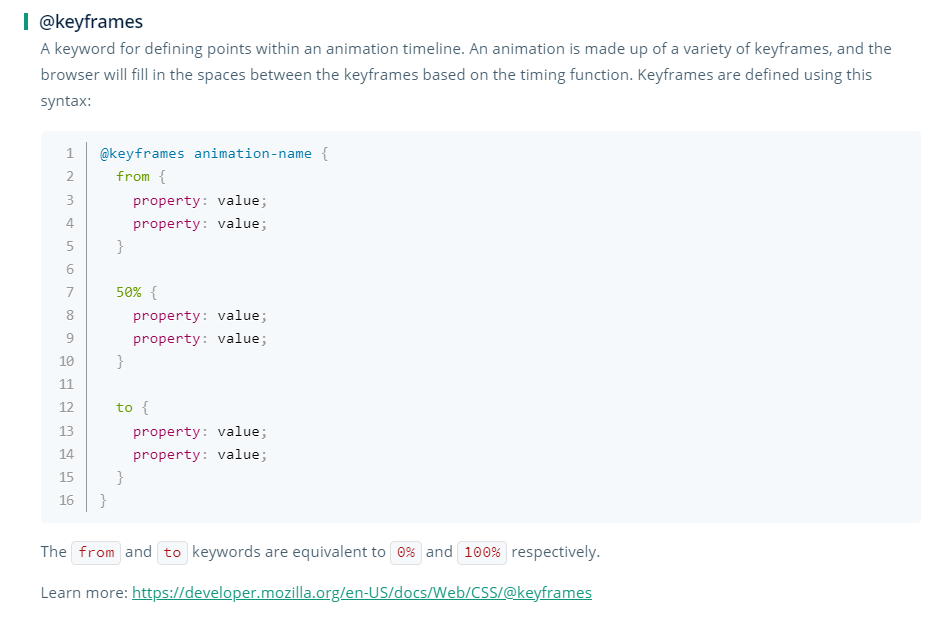 @keyframes
A keyword for defining points within an animation timeline. An animation is made up of a variety of keyframes, and the
browser will fill in the spaces between the keyframes based on the timing function. Keyframes are defined using this
syntax:
1 @keyframes animation-name {
2   from {
3     property: value;
4     property: value;
5   }
6
7   50% {
8     property: value;
9     property: value;
10   }
11
12   to {
13     property: value;
14     property: value;
15   }
16 }
The from and to keywords are equivalent to 0% and 100% respectively.
Learn more: https://developer.mozilla.org/en-US/docs/Web/CSS/@keyframes